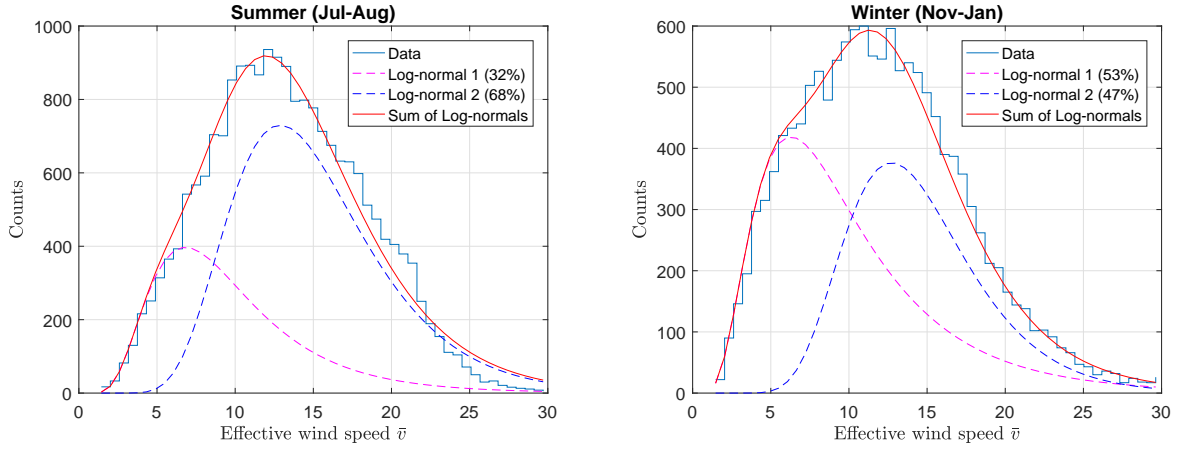 Summer (Jul-Aug)
1000
800
600
400
200
0
Counts
0
5
10
15
20
25
30
Effective wind speed v̄
Data
Log-normal 1 (32%)
Log-normal 2 (68%)
Sum of Log-normals
Winter (Nov-Jan)
600
500
400
300
200
100
0
Counts
0
5
10
15
20
25
30
Effective wind speed v̄
Data
Log-normal 1 (53%)
Log-normal 2 (47%)
Sum of Log-normals